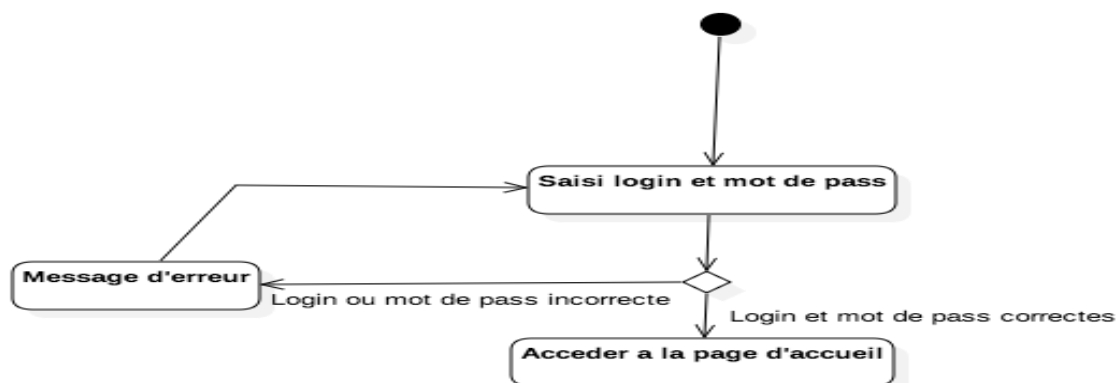 Saisi login et mot de pass
Message d'erreur
Login ou mot de pass incorrecte
Login et mot de pass correctes
Acceder a la page d'accueil